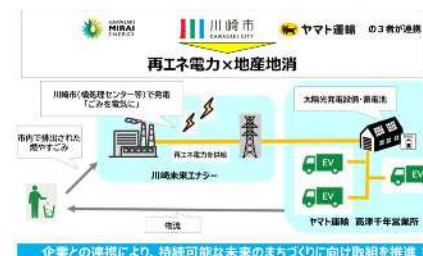 KAWASAKI
MIRAI
ENERGY
川崎市
KAWASAKI CITY
ヤマト運輸 の3者が連携
再エネ電力×地産地消
川崎市(橘処理センター等)で発電
「ごみを電気に」
太陽光発電設備・蓄電池
市内で排出された
燃やすごみ
再エネ電力を供給
川崎未来エナジー
EV
EV
EV
ヤマト運輸 高津千年営業所
物流
企業との連携により、持続可能な未来のまちづくりに向け取組を推進